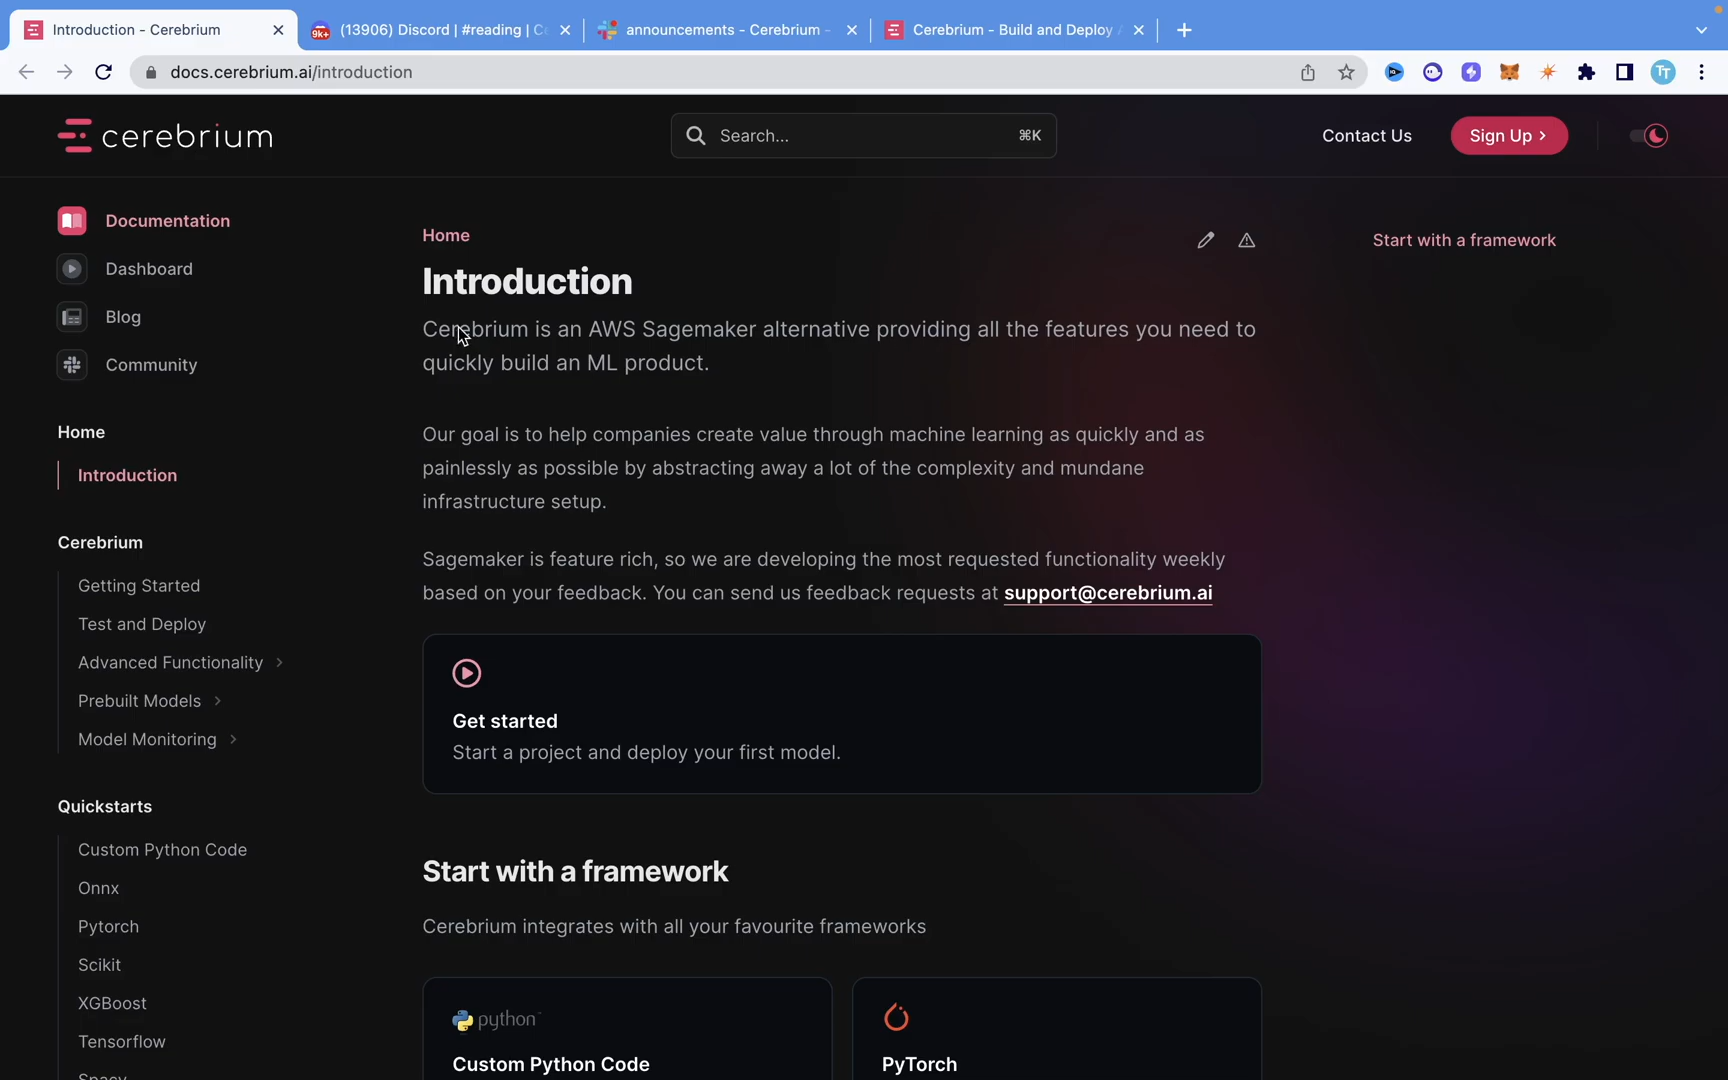 Introduction - Cerebrium
(13906) Discord | #reading | Ce
announcements - Cerebrium -
Cerebrium - Build and Deploy A
docs.cerebrium.ai/introduction
TT
9k+
cerebrium
Search...
⌘K
Contact Us
Sign Up ›
Documentation
Dashboard
Blog
Community
Home
Introduction
Cerebrium
Getting Started
Test and Deploy
Advanced Functionality
Prebuilt Models
Model Monitoring
Quickstarts
Custom Python Code
Onnx
Pytorch
Scikit
XGBoost
Tensorflow
Spacy
Home
Introduction
Cerebrium is an AWS Sagemaker alternative providing all the features you need to
quickly build an ML product.
Our goal is to help companies create value through machine learning as quickly and as
painlessly as possible by abstracting away a lot of the complexity and mundane
infrastructure setup.
Sagemaker is feature rich, so we are developing the most requested functionality weekly
based on your feedback. You can send us feedback requests at support@cerebrium.ai
Get started
Start a project and deploy your first model.
Start with a framework
Cerebrium integrates with all your favourite frameworks
python
Custom Python Code
PyTorch
Start with a framework